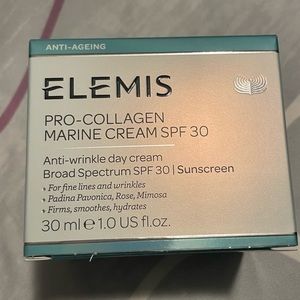 ANTI-AGEING
ELEMIS
PRO-COLLAGEN
MARINE CREAM SPF 30
Anti-wrinkle day cream
Broad Spectrum SPF 30 | Sunscreen
• For fine lines and wrinkles
• Padina Pavonica, Rose, Mimosa
• Firms, smoothes, hydrates
30 ml ℮ 1.0 US fl.oz.